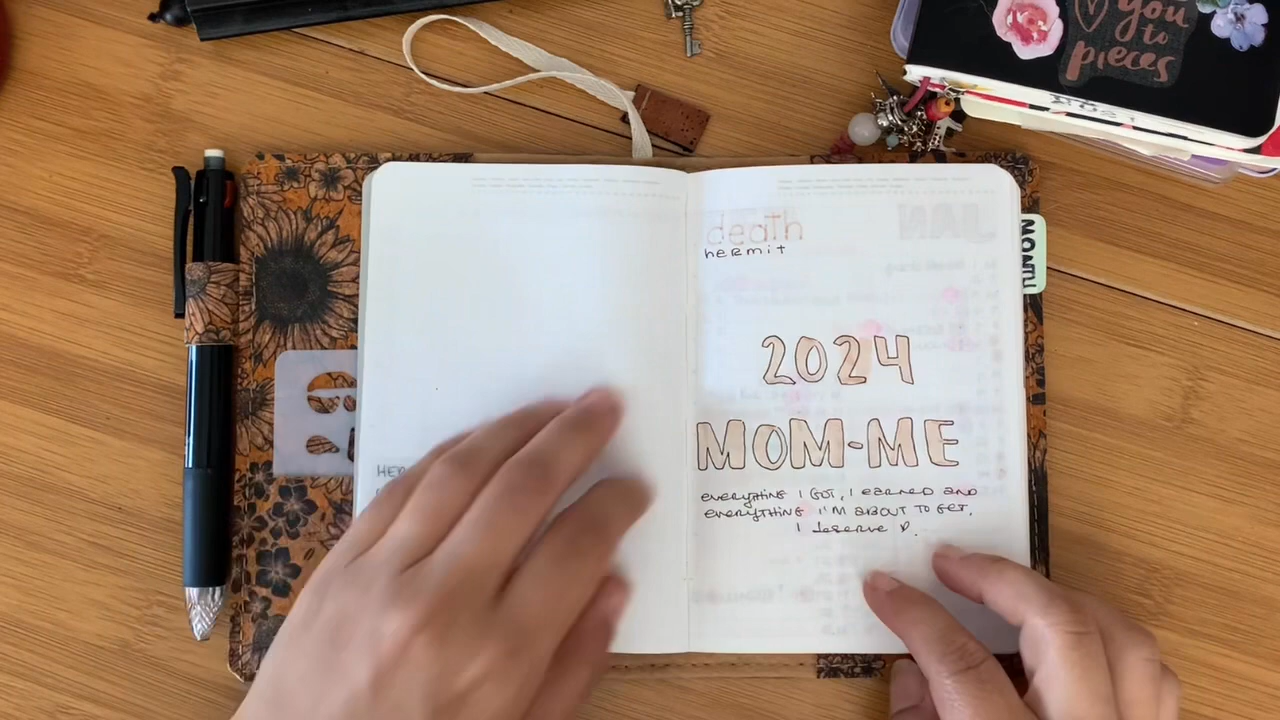 you
to
pieces
death
hermit
JAN
MONTH
2024
MOM-ME
everything I GOT, I earned AND
everything I'M ABOUT TO GET,
I deserve ♡.
HER